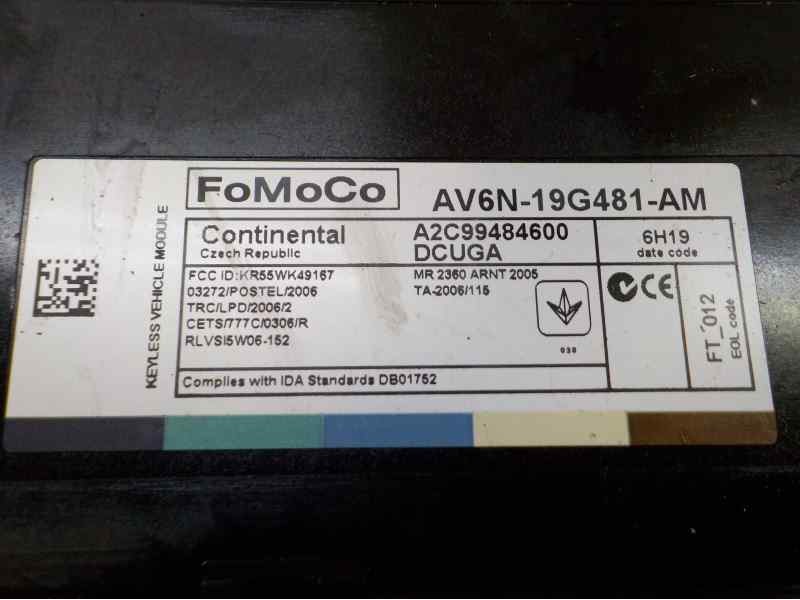 KEYLESS VEHICLE MODULE
FoMoCo
AV6N-19G481-AM
Continental
Czech Republic
A2C99484600
DCUGA
6H19
date code
FCC ID:KR55WK49167
03272/POSTEL/2006
TRC/LPD/2006/2
CETS/777C/0306/R
RLVSI5W06-152
MR 2360 ARNT 2005
TA-2006/115
038
CE
FT_012
EOL code
Complies with IDA Standards DB01752